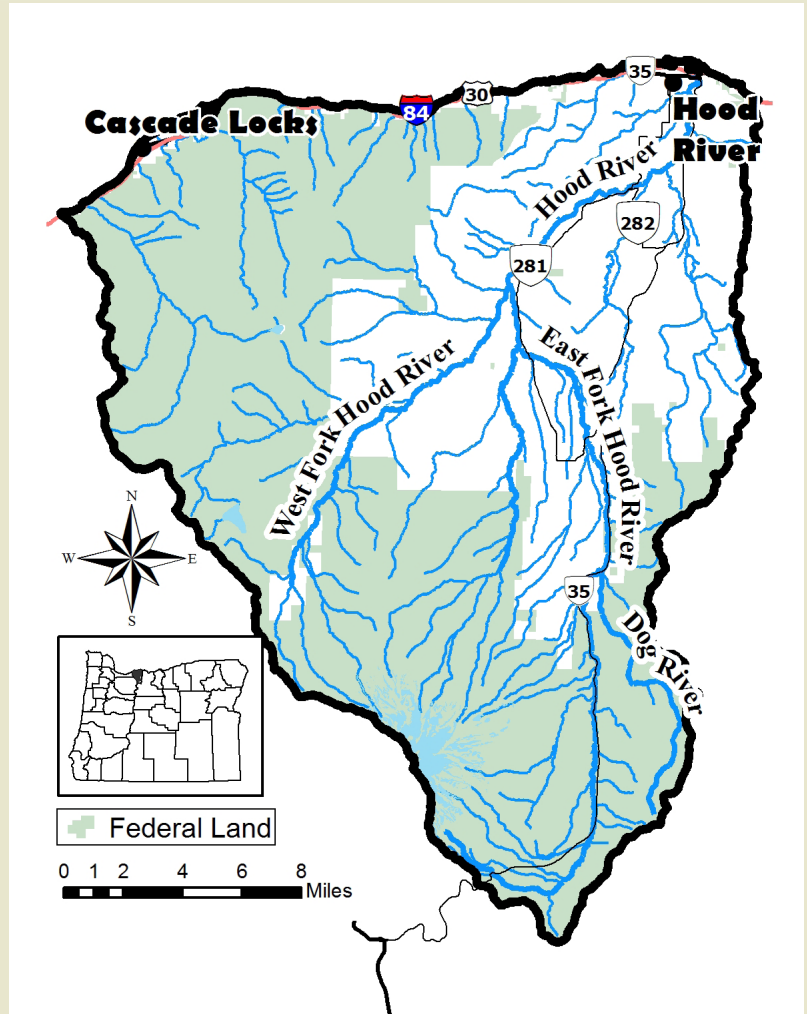 35
30
84
Cascade Locks
Hood
River
Hood River
282
281
East Fork Hood River
West Fork Hood River
N
W
E
S
35
Dog River
Federal Land
0 1 2 4 6 8
Miles